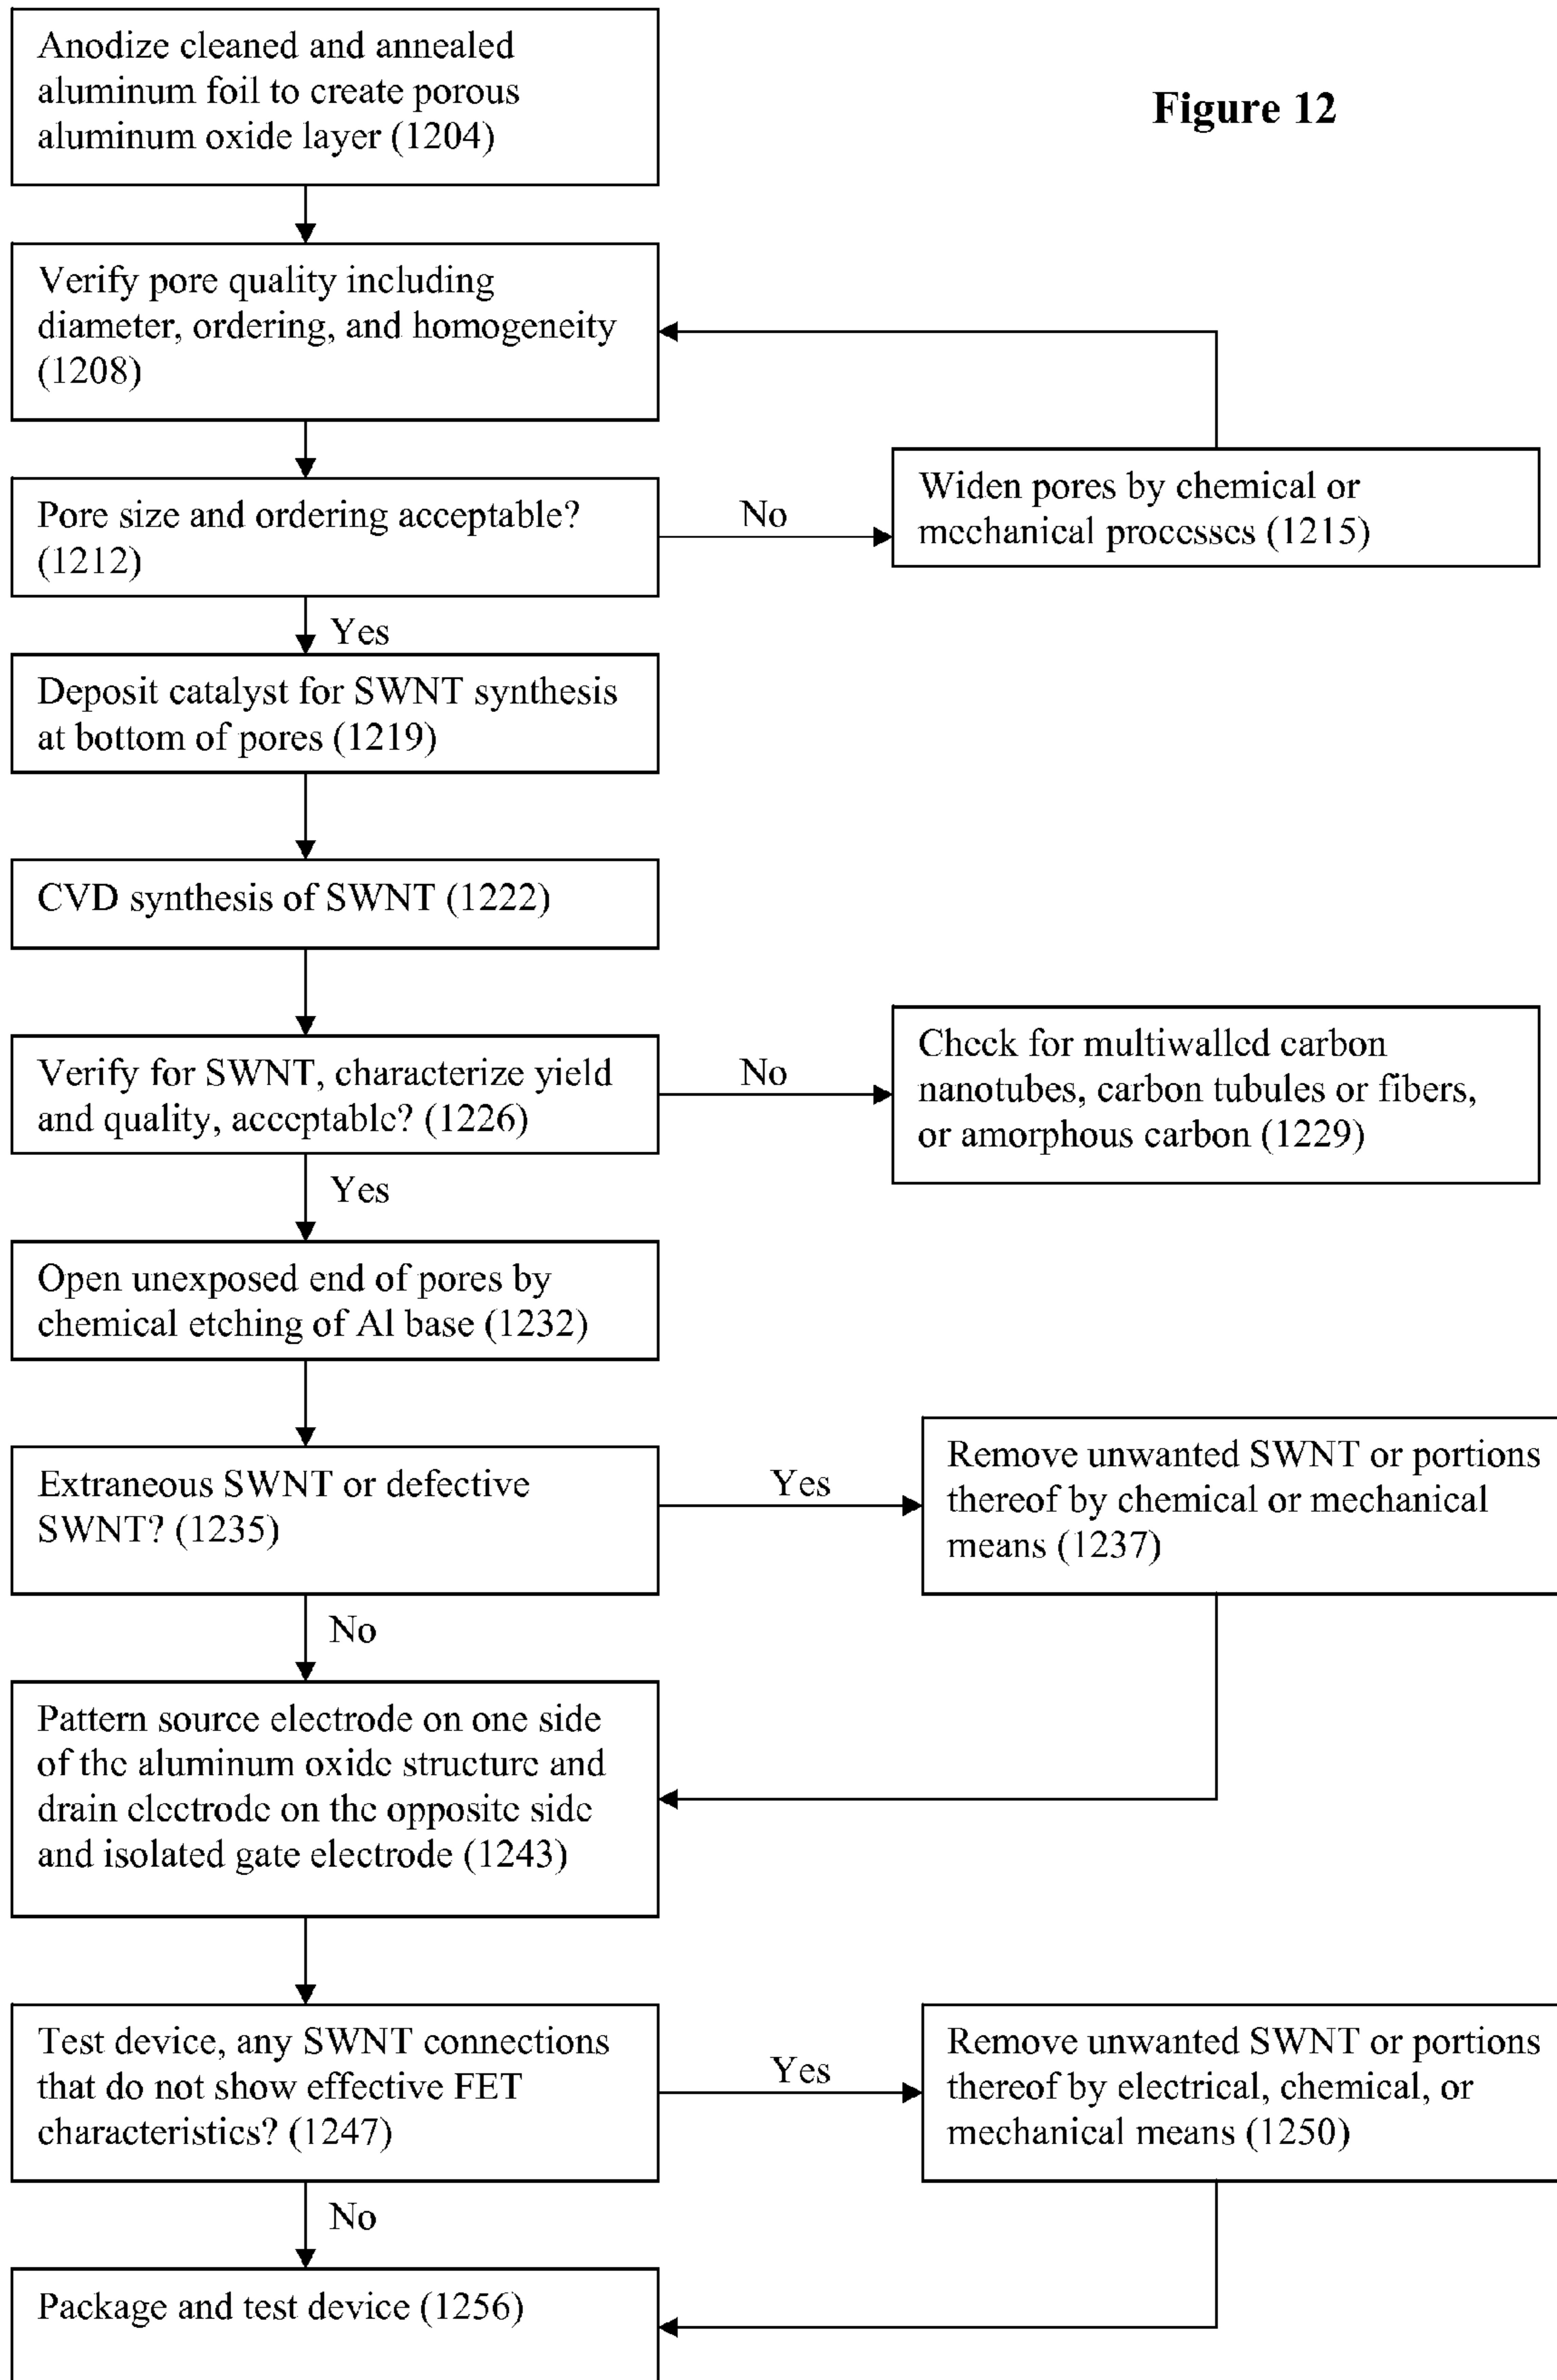 Figure 12
Anodize cleaned and annealed
aluminum foil to create porous
aluminum oxide layer (1204)
Verify pore quality including
diameter, ordering, and homogeneity
(1208)
Pore size and ordering acceptable?
(1212)
No
Widen pores by chemical or
mechanical processes (1215)
Yes
Deposit catalyst for SWNT synthesis
at bottom of pores (1219)
CVD synthesis of SWNT (1222)
Verify for SWNT, characterize yield
and quality, acceptable? (1226)
No
Check for multiwalled carbon
nanotubes, carbon tubules or fibers,
or amorphous carbon (1229)
Yes
Open unexposed end of pores by
chemical etching of Al base (1232)
Extraneous SWNT or defective
SWNT? (1235)
Yes
Remove unwanted SWNT or portions
thereof by chemical or mechanical
means (1237)
No
Pattern source electrode on one side
of the aluminum oxide structure and
drain electrode on the opposite side
and isolated gate electrode (1243)
Test device, any SWNT connections
that do not show effective FET
characteristics? (1247)
Yes
Remove unwanted SWNT or portions
thereof by electrical, chemical, or
mechanical means (1250)
No
Package and test device (1256)